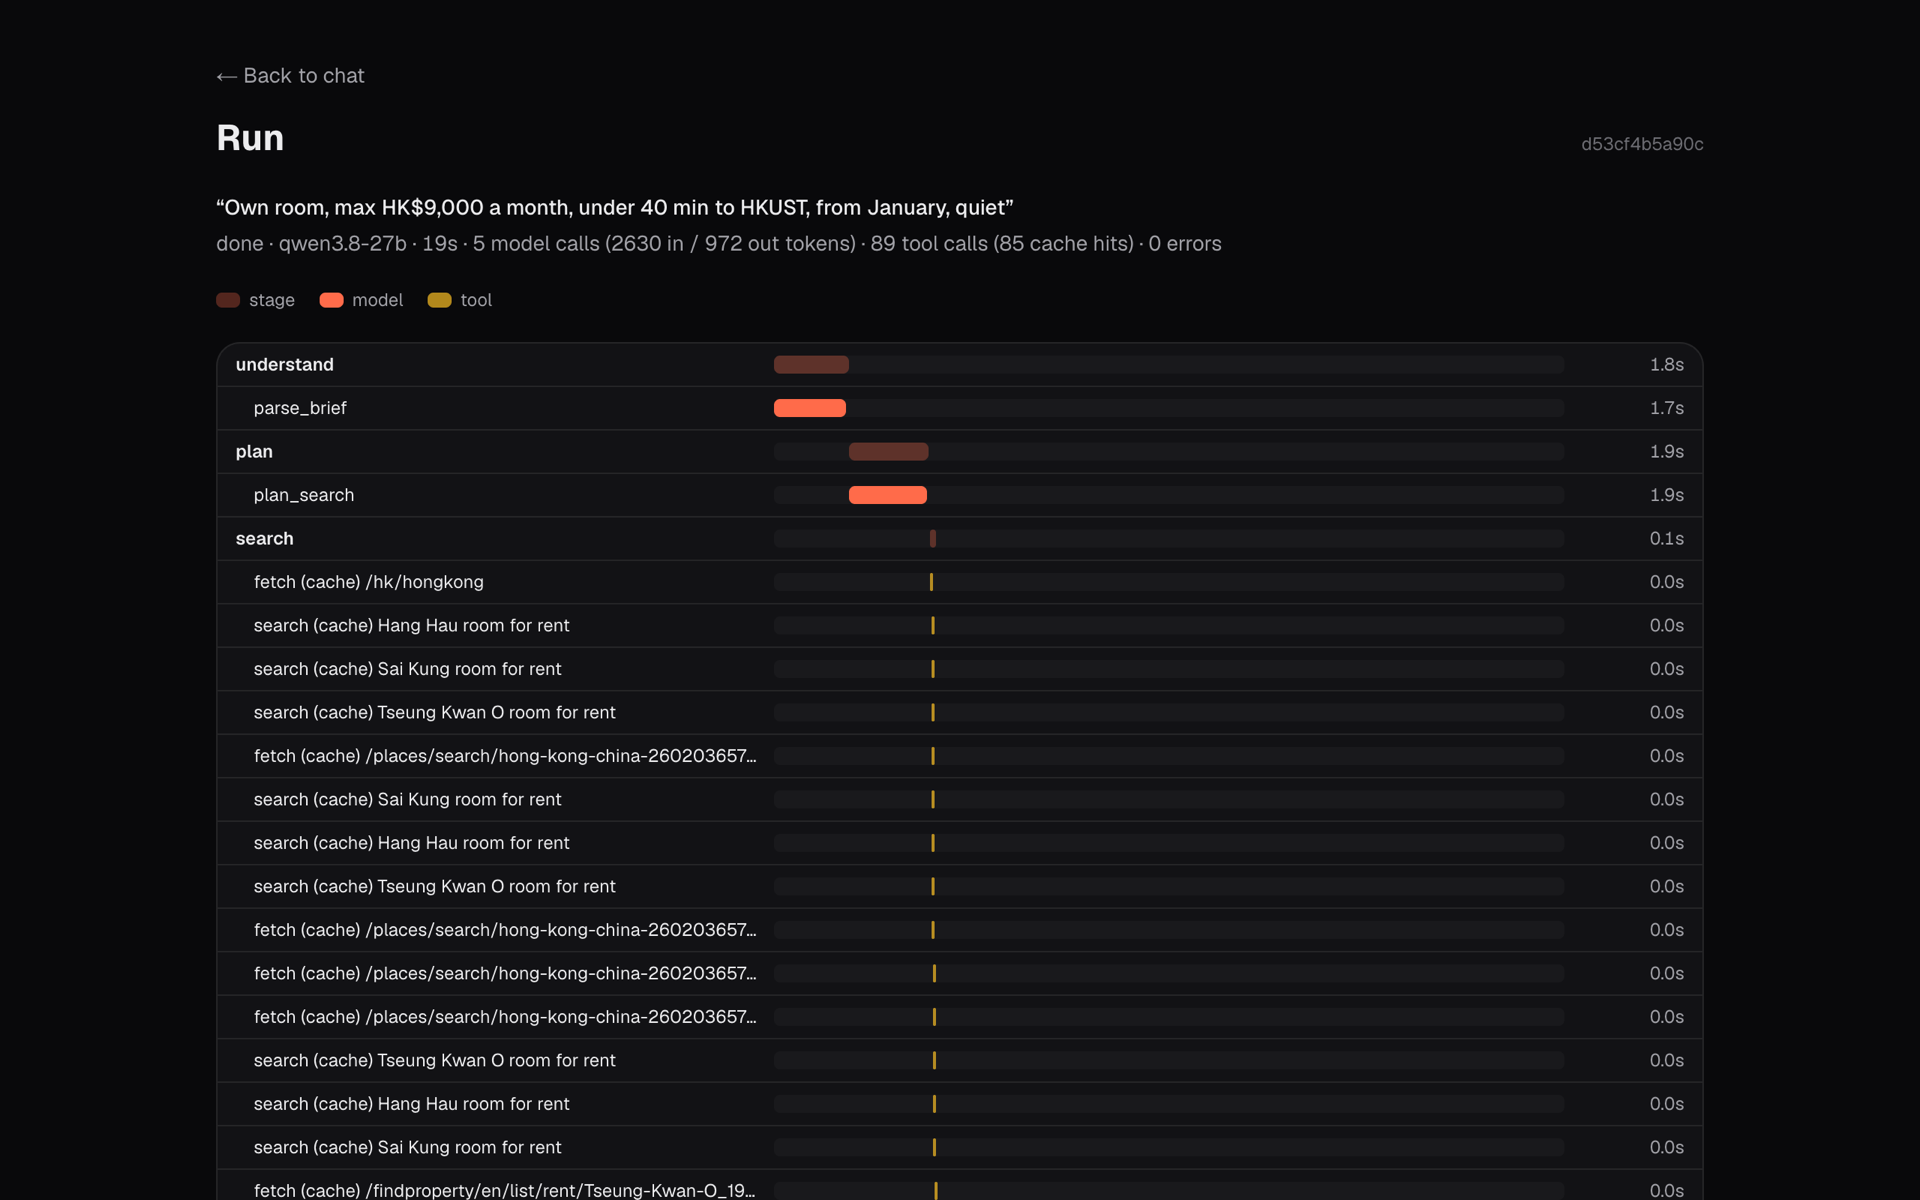 ← Back to chat
Run
d53cf4b5a90c
“Own room, max HK$9,000 a month, under 40 min to HKUST, from January, quiet”
done · qwen3.8-27b · 19s · 5 model calls (2630 in / 972 out tokens) · 89 tool calls (85 cache hits) · 0 errors
stage model tool
understand 1.8s
parse_brief 1.7s
plan 1.9s
plan_search 1.9s
search 0.1s
fetch (cache) /hk/hongkong 0.0s
search (cache) Hang Hau room for rent 0.0s
search (cache) Sai Kung room for rent 0.0s
search (cache) Tseung Kwan O room for rent 0.0s
fetch (cache) /places/search/hong-kong-china-260203657… 0.0s
search (cache) Sai Kung room for rent 0.0s
search (cache) Hang Hau room for rent 0.0s
search (cache) Tseung Kwan O room for rent 0.0s
fetch (cache) /places/search/hong-kong-china-260203657… 0.0s
fetch (cache) /places/search/hong-kong-china-260203657… 0.0s
fetch (cache) /places/search/hong-kong-china-260203657… 0.0s
search (cache) Tseung Kwan O room for rent 0.0s
search (cache) Hang Hau room for rent 0.0s
search (cache) Sai Kung room for rent 0.0s
fetch (cache) /findproperty/en/list/rent/Tseung-Kwan-O_19… 0.0s